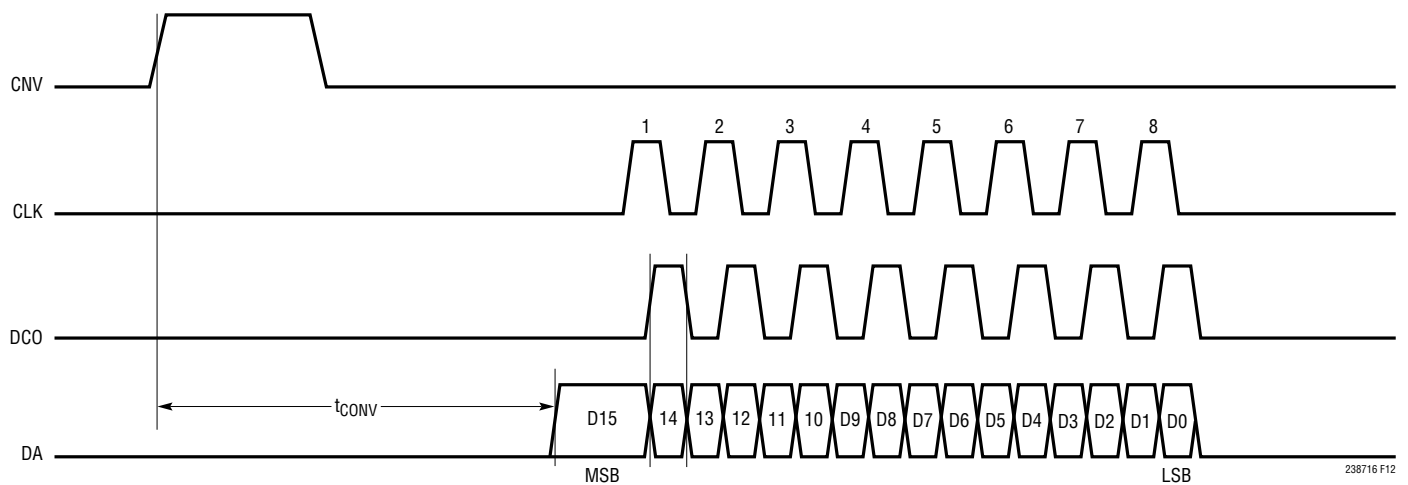 CNV
1 2 3 4 5 6 7 8
CLK
DCO
tCONV
D15 14 13 12 11 10 D9 D8 D7 D6 D5 D4 D3 D2 D1 D0
DA
MSB LSB
238716 F12